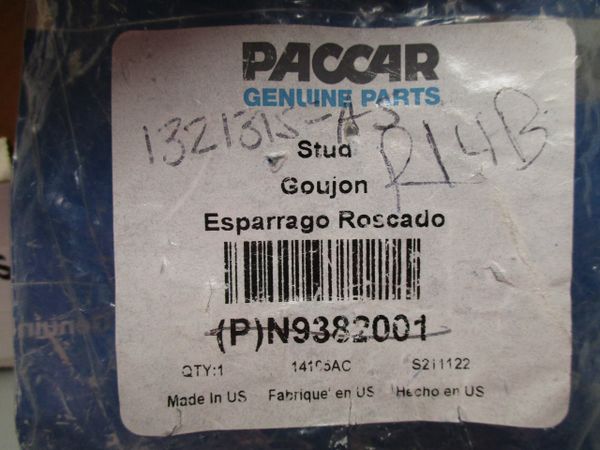 PACCAR
GENUINE PARTS
1321315-A3
R14B
Stud
Goujon
Esparrago Roscado
(P)N9382001
QTY:1 14105AC S211122
Made In US Fabrique' en US Hecho en US